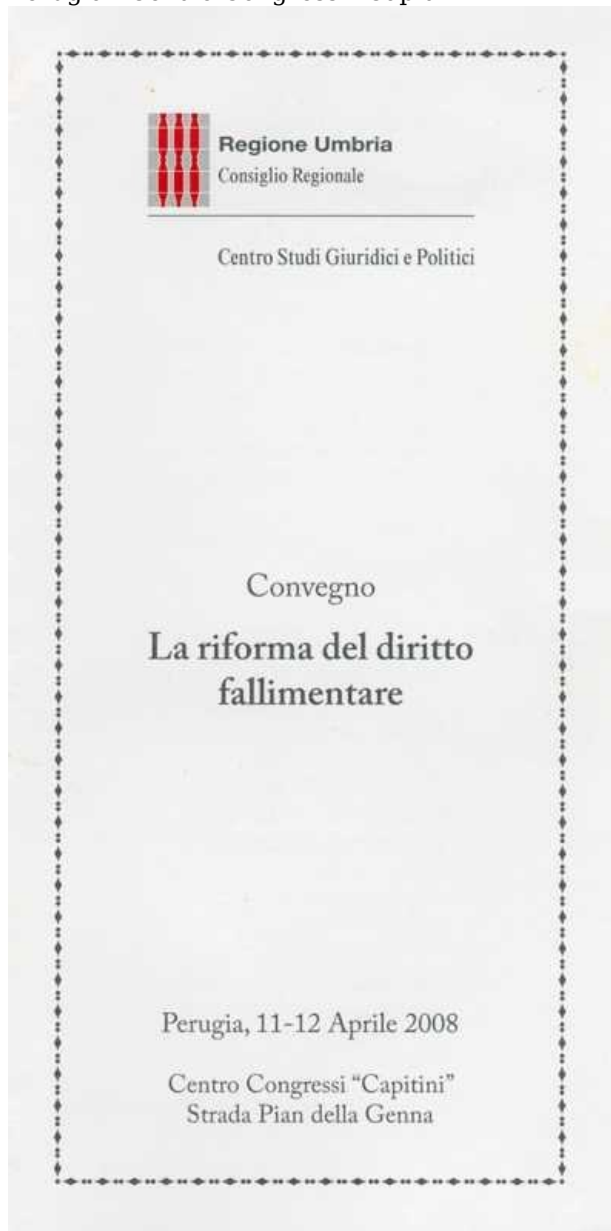 Regione Umbria
Consiglio Regionale
Centro Studi Giuridici e Politici
Convegno
La riforma del diritto
fallimentare
Perugia, 11-12 Aprile 2008
Centro Congressi “Capitini”
Strada Pian della Genna